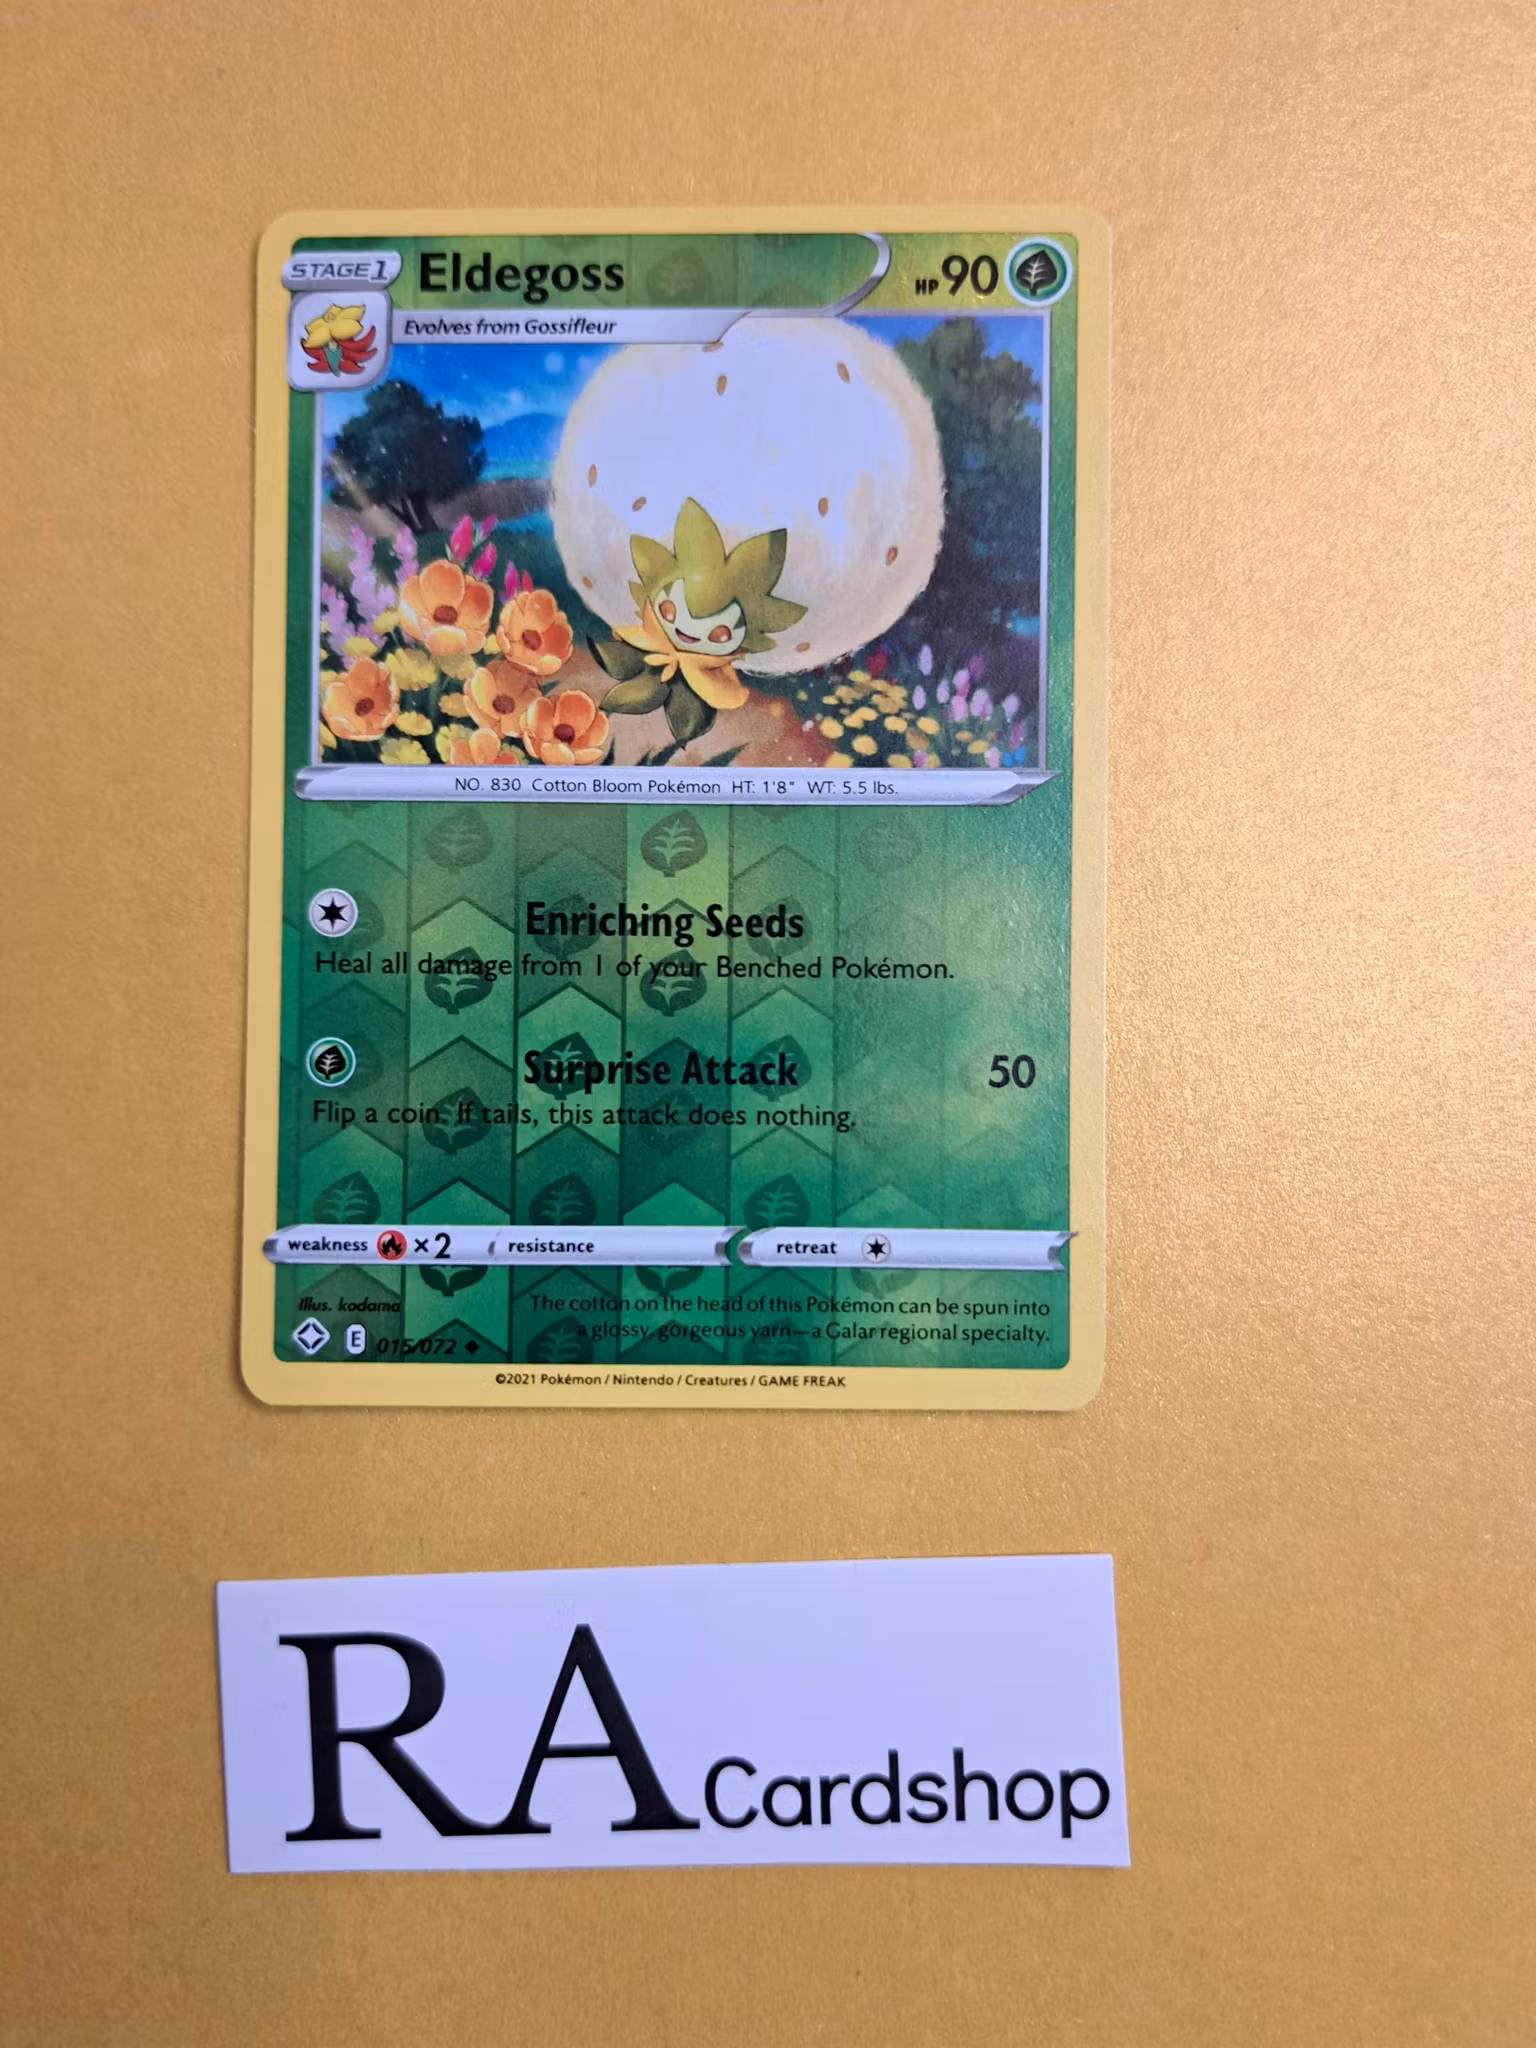 STAGE 1
Eldegoss
HP 90
Evolves from Gossifleur
NO. 830 Cotton Bloom Pokémon HT: 1'8" WT: 5.5 lbs.
Enriching Seeds
Heal all damage from 1 of your Benched Pokémon.
Surprise Attack 50
Flip a coin. If tails, this attack does nothing.
weakness ×2 resistance retreat
Illus. kodama
The cotton on the head of this Pokémon can be spun into
a glossy, gorgeous yarn—a Galar regional specialty.
E 015/072
©2021 Pokémon / Nintendo / Creatures / GAME FREAK
RA Cardshop